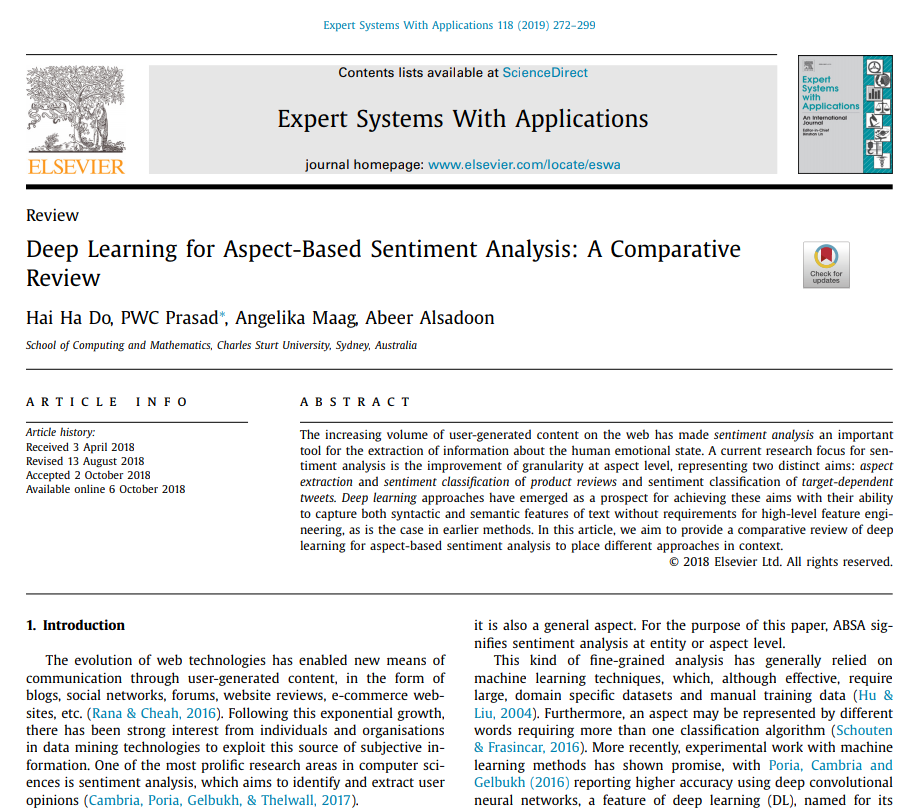 Expert Systems With Applications 118 (2019) 272–299
Contents lists available at ScienceDirect
Expert Systems With Applications
journal homepage: www.elsevier.com/locate/eswa
ELSEVIER
Expert
Systems
with
Applications
An International
Journal
Review
Deep Learning for Aspect-Based Sentiment Analysis: A Comparative
Review
Check for
updates
Hai Ha Do, PWC Prasad*, Angelika Maag, Abeer Alsadoon
School of Computing and Mathematics, Charles Sturt University, Sydney, Australia
ARTICLE INFO
Article history:
Received 3 April 2018
Revised 13 August 2018
Accepted 2 October 2018
Available online 6 October 2018
ABSTRACT
The increasing volume of user-generated content on the web has made sentiment analysis an important
tool for the extraction of information about the human emotional state. A current research focus for sen-
timent analysis is the improvement of granularity at aspect level, representing two distinct aims: aspect
extraction and sentiment classification of product reviews and sentiment classification of target-dependent
tweets. Deep learning approaches have emerged as a prospect for achieving these aims with their ability
to capture both syntactic and semantic features of text without requirements for high-level feature engi-
neering, as is the case in earlier methods. In this article, we aim to provide a comparative review of deep
learning for aspect-based sentiment analysis to place different approaches in context.
© 2018 Elsevier Ltd. All rights reserved.
1. Introduction
The evolution of web technologies has enabled new means of
communication through user-generated content, in the form of
blogs, social networks, forums, website reviews, e-commerce web-
sites, etc. (Rana & Cheah, 2016). Following this exponential growth,
there has been strong interest from individuals and organisations
in data mining technologies to exploit this source of subjective in-
formation. One of the most prolific research areas in computer sci-
ences is sentiment analysis, which aims to identify and extract user
opinions (Cambria, Poria, Gelbukh, & Thelwall, 2017).
it is also a general aspect. For the purpose of this paper, ABSA sig-
nifies sentiment analysis at entity or aspect level.
This kind of fine-grained analysis has generally relied on
machine learning techniques, which, although effective, require
large, domain specific datasets and manual training data (Hu &
Liu, 2004). Furthermore, an aspect may be represented by different
words requiring more than one classification algorithm (Schouten
& Frasincar, 2016). More recently, experimental work with machine
learning methods has shown promise, with Poria, Cambria and
Gelbukh (2016) reporting higher accuracy using deep convolutional
neural networks, a feature of deep learning (DL), named for its